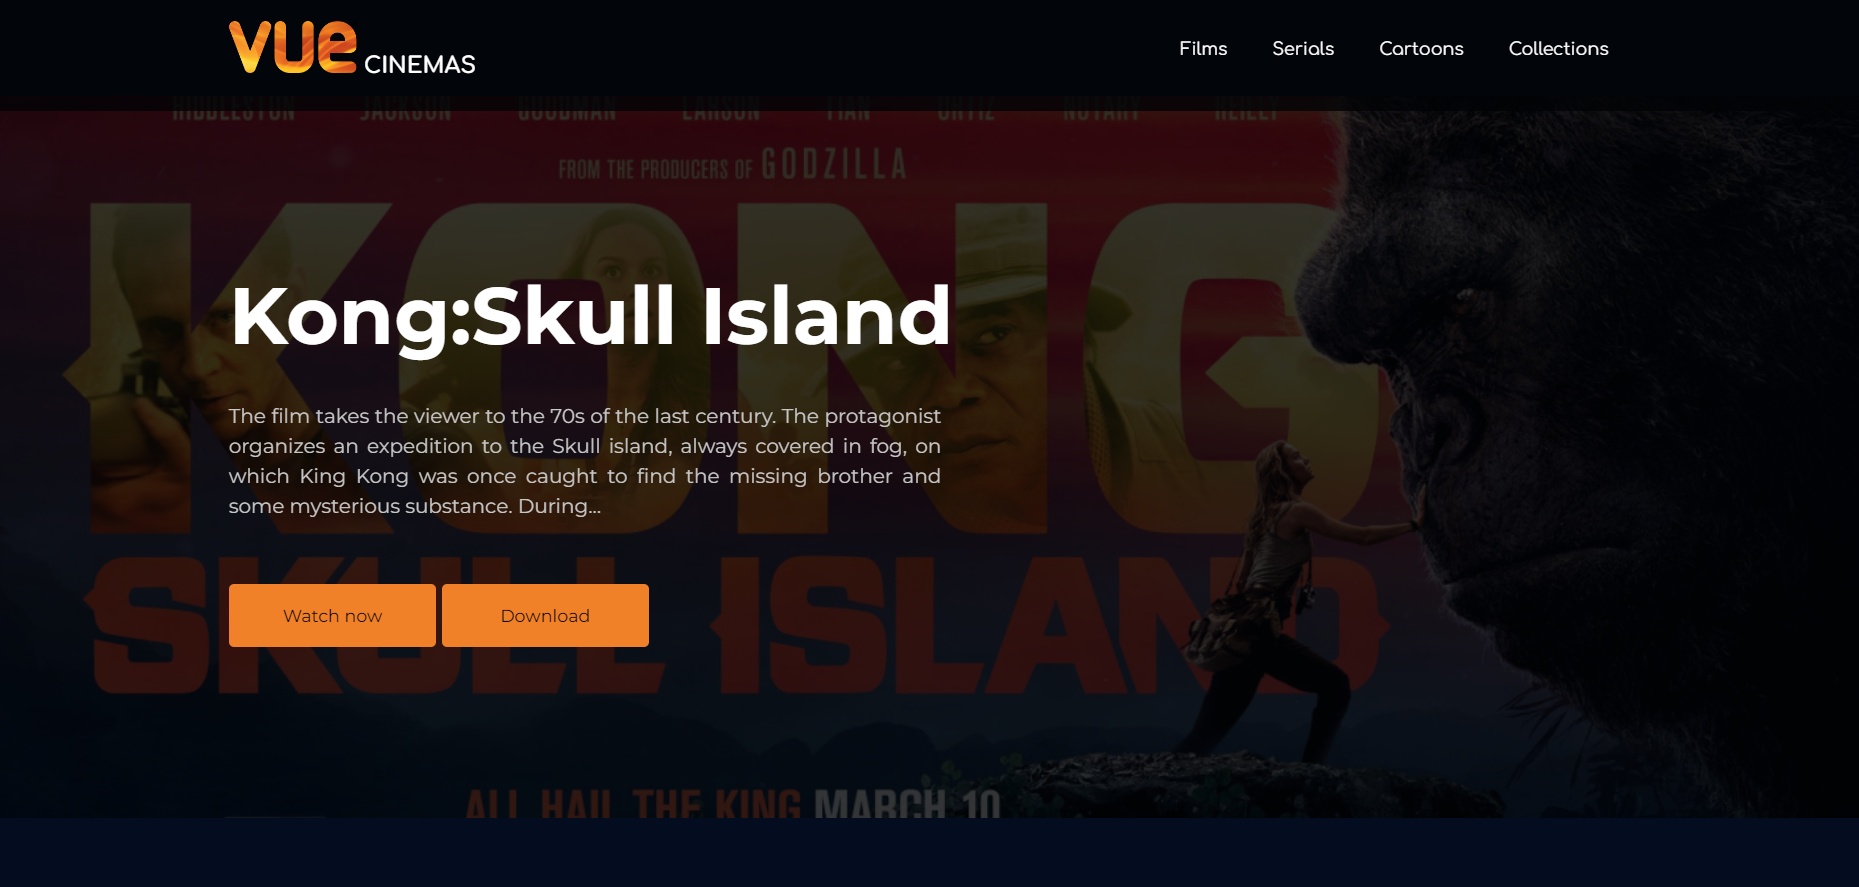 VUE CINEMAS
Films Serials Cartoons Collections
HIDDLESTON JACKSON GOODMAN LARSON TIAN ORTIZ NOTARY REILLY
FROM THE PRODUCERS OF GODZILLA
KONG
Kong:Skull Island
The film takes the viewer to the 70s of the last century. The protagonist
organizes an expedition to the Skull island, always covered in fog, on
which King Kong was once caught to find the missing brother and
some mysterious substance. During...
SKULL ISLAND
Watch now Download
ALL HAIL THE KING MARCH 10